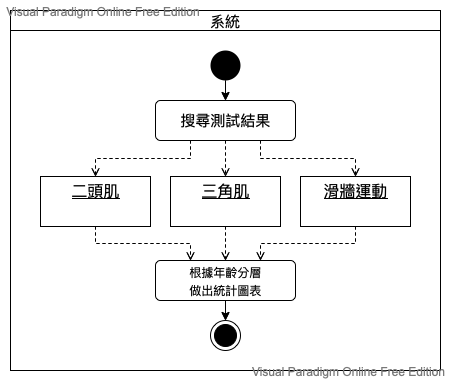 Visual Paradigm Online Free Edition
系統
搜尋測試結果
二頭肌
三角肌
滑牆運動
根據年齡分層
做出統計圖表
Visual Paradigm Online Free Edition